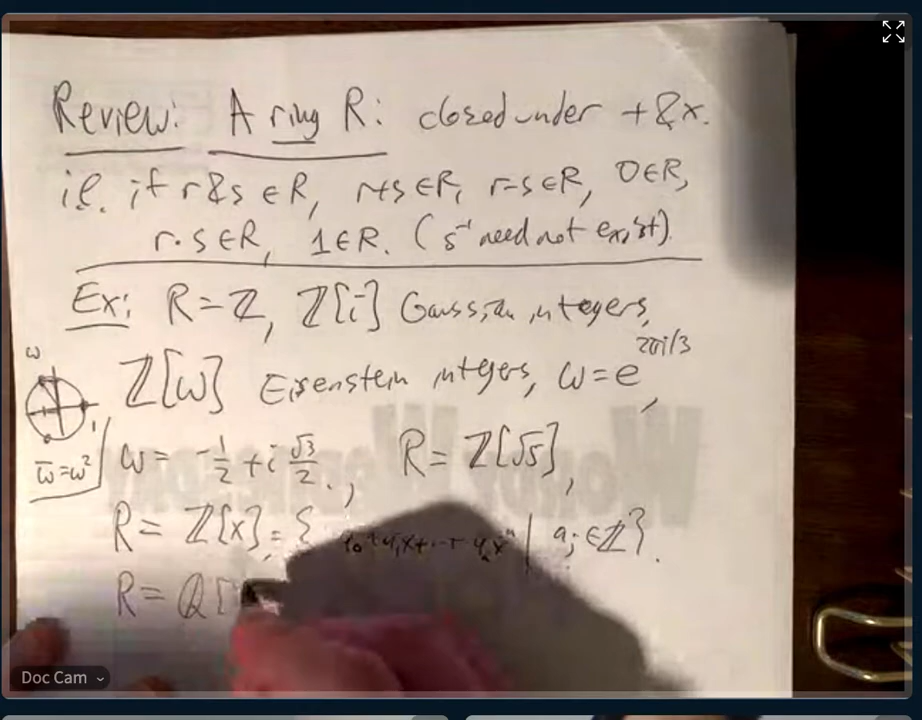 Review: A ring R: closed under + & x.
i.e. if r & s ∈ R, r+s ∈ R, r-s ∈ R, 0 ∈ R,
r·s ∈ R, 1 ∈ R. (s⁻¹ need not exist).
Ex: R = ℤ, ℤ[i] Gaussian integers,
ω
ℤ[ω] Eisenstein integers, ω = e^{2πi/3},
1
ω̄ = ω² ω = -1/2 + i √3/2, R = ℤ[√5],
R = ℤ[x] = { a₀ + a₁x + ... + aₙxⁿ | aᵢ ∈ ℤ}.
R = ℚ[
Doc Cam